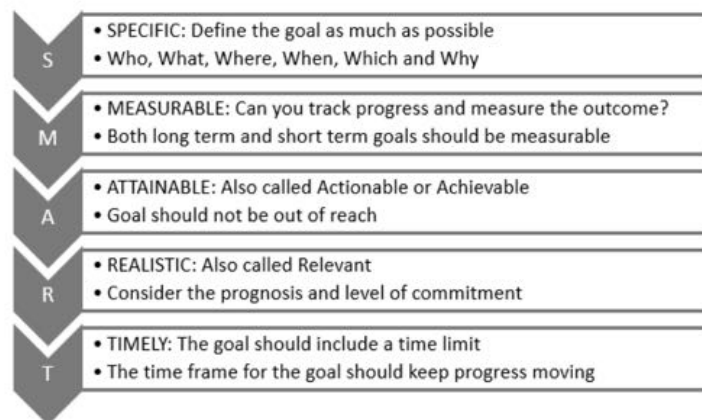 S
• SPECIFIC: Define the goal as much as possible
• Who, What, Where, When, Which and Why
M
• MEASURABLE: Can you track progress and measure the outcome?
• Both long term and short term goals should be measurable
A
• ATTAINABLE: Also called Actionable or Achievable
• Goal should not be out of reach
R
• REALISTIC: Also called Relevant
• Consider the prognosis and level of commitment
T
• TIMELY: The goal should include a time limit
• The time frame for the goal should keep progress moving